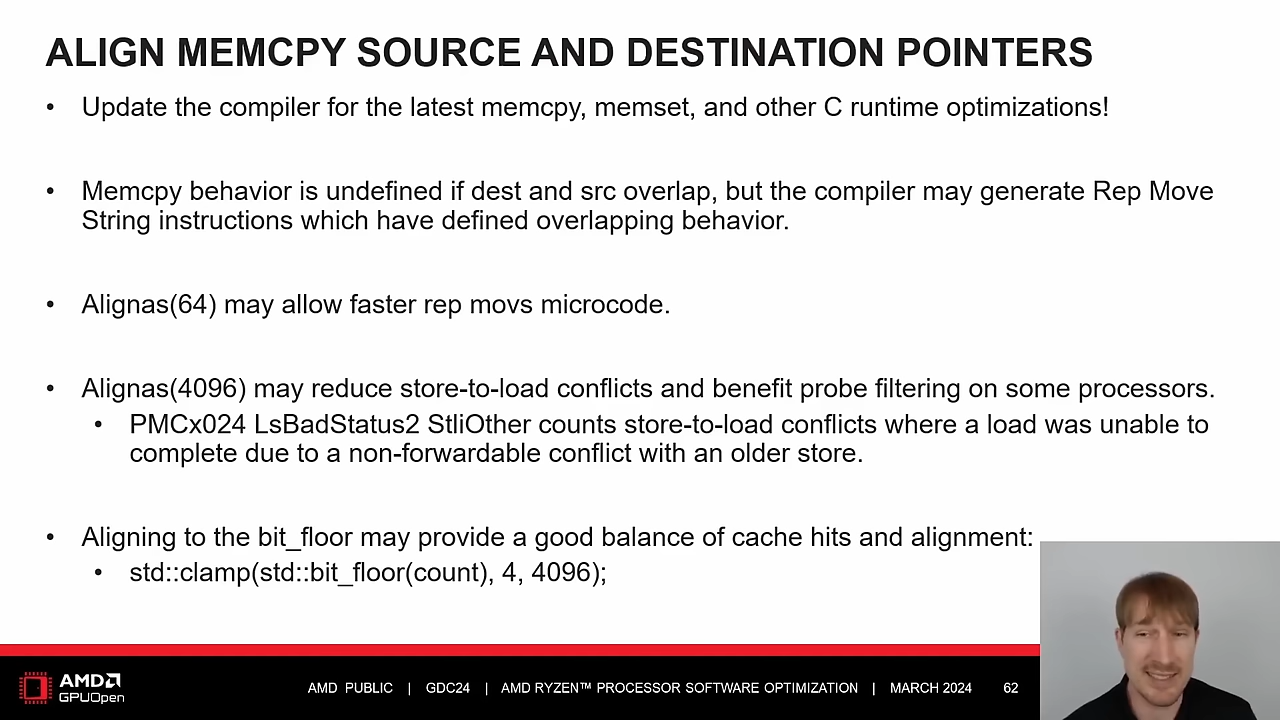 ALIGN MEMCPY SOURCE AND DESTINATION POINTERS
• Update the compiler for the latest memcpy, memset, and other C runtime optimizations!
• Memcpy behavior is undefined if dest and src overlap, but the compiler may generate Rep Move
String instructions which have defined overlapping behavior.
• Alignas(64) may allow faster rep movs microcode.
• Alignas(4096) may reduce store-to-load conflicts and benefit probe filtering on some processors.
• PMCx024 LsBadStatus2 StliOther counts store-to-load conflicts where a load was unable to
complete due to a non-forwardable conflict with an older store.
• Aligning to the bit_floor may provide a good balance of cache hits and alignment:
• std::clamp(std::bit_floor(count), 4, 4096);
AMD
GPUOpen
AMD PUBLIC | GDC24 | AMD RYZEN™ PROCESSOR SOFTWARE OPTIMIZATION | MARCH 2024 62